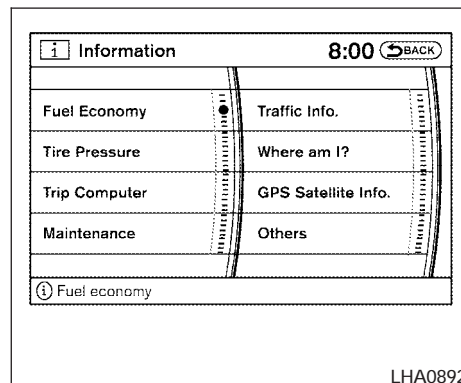 i Information 8:00 BACK
Fuel Economy Traffic Info.
Tire Pressure Where am I?
Trip Computer GPS Satellite Info.
Maintenance Others
i Fuel economy
LHA0892